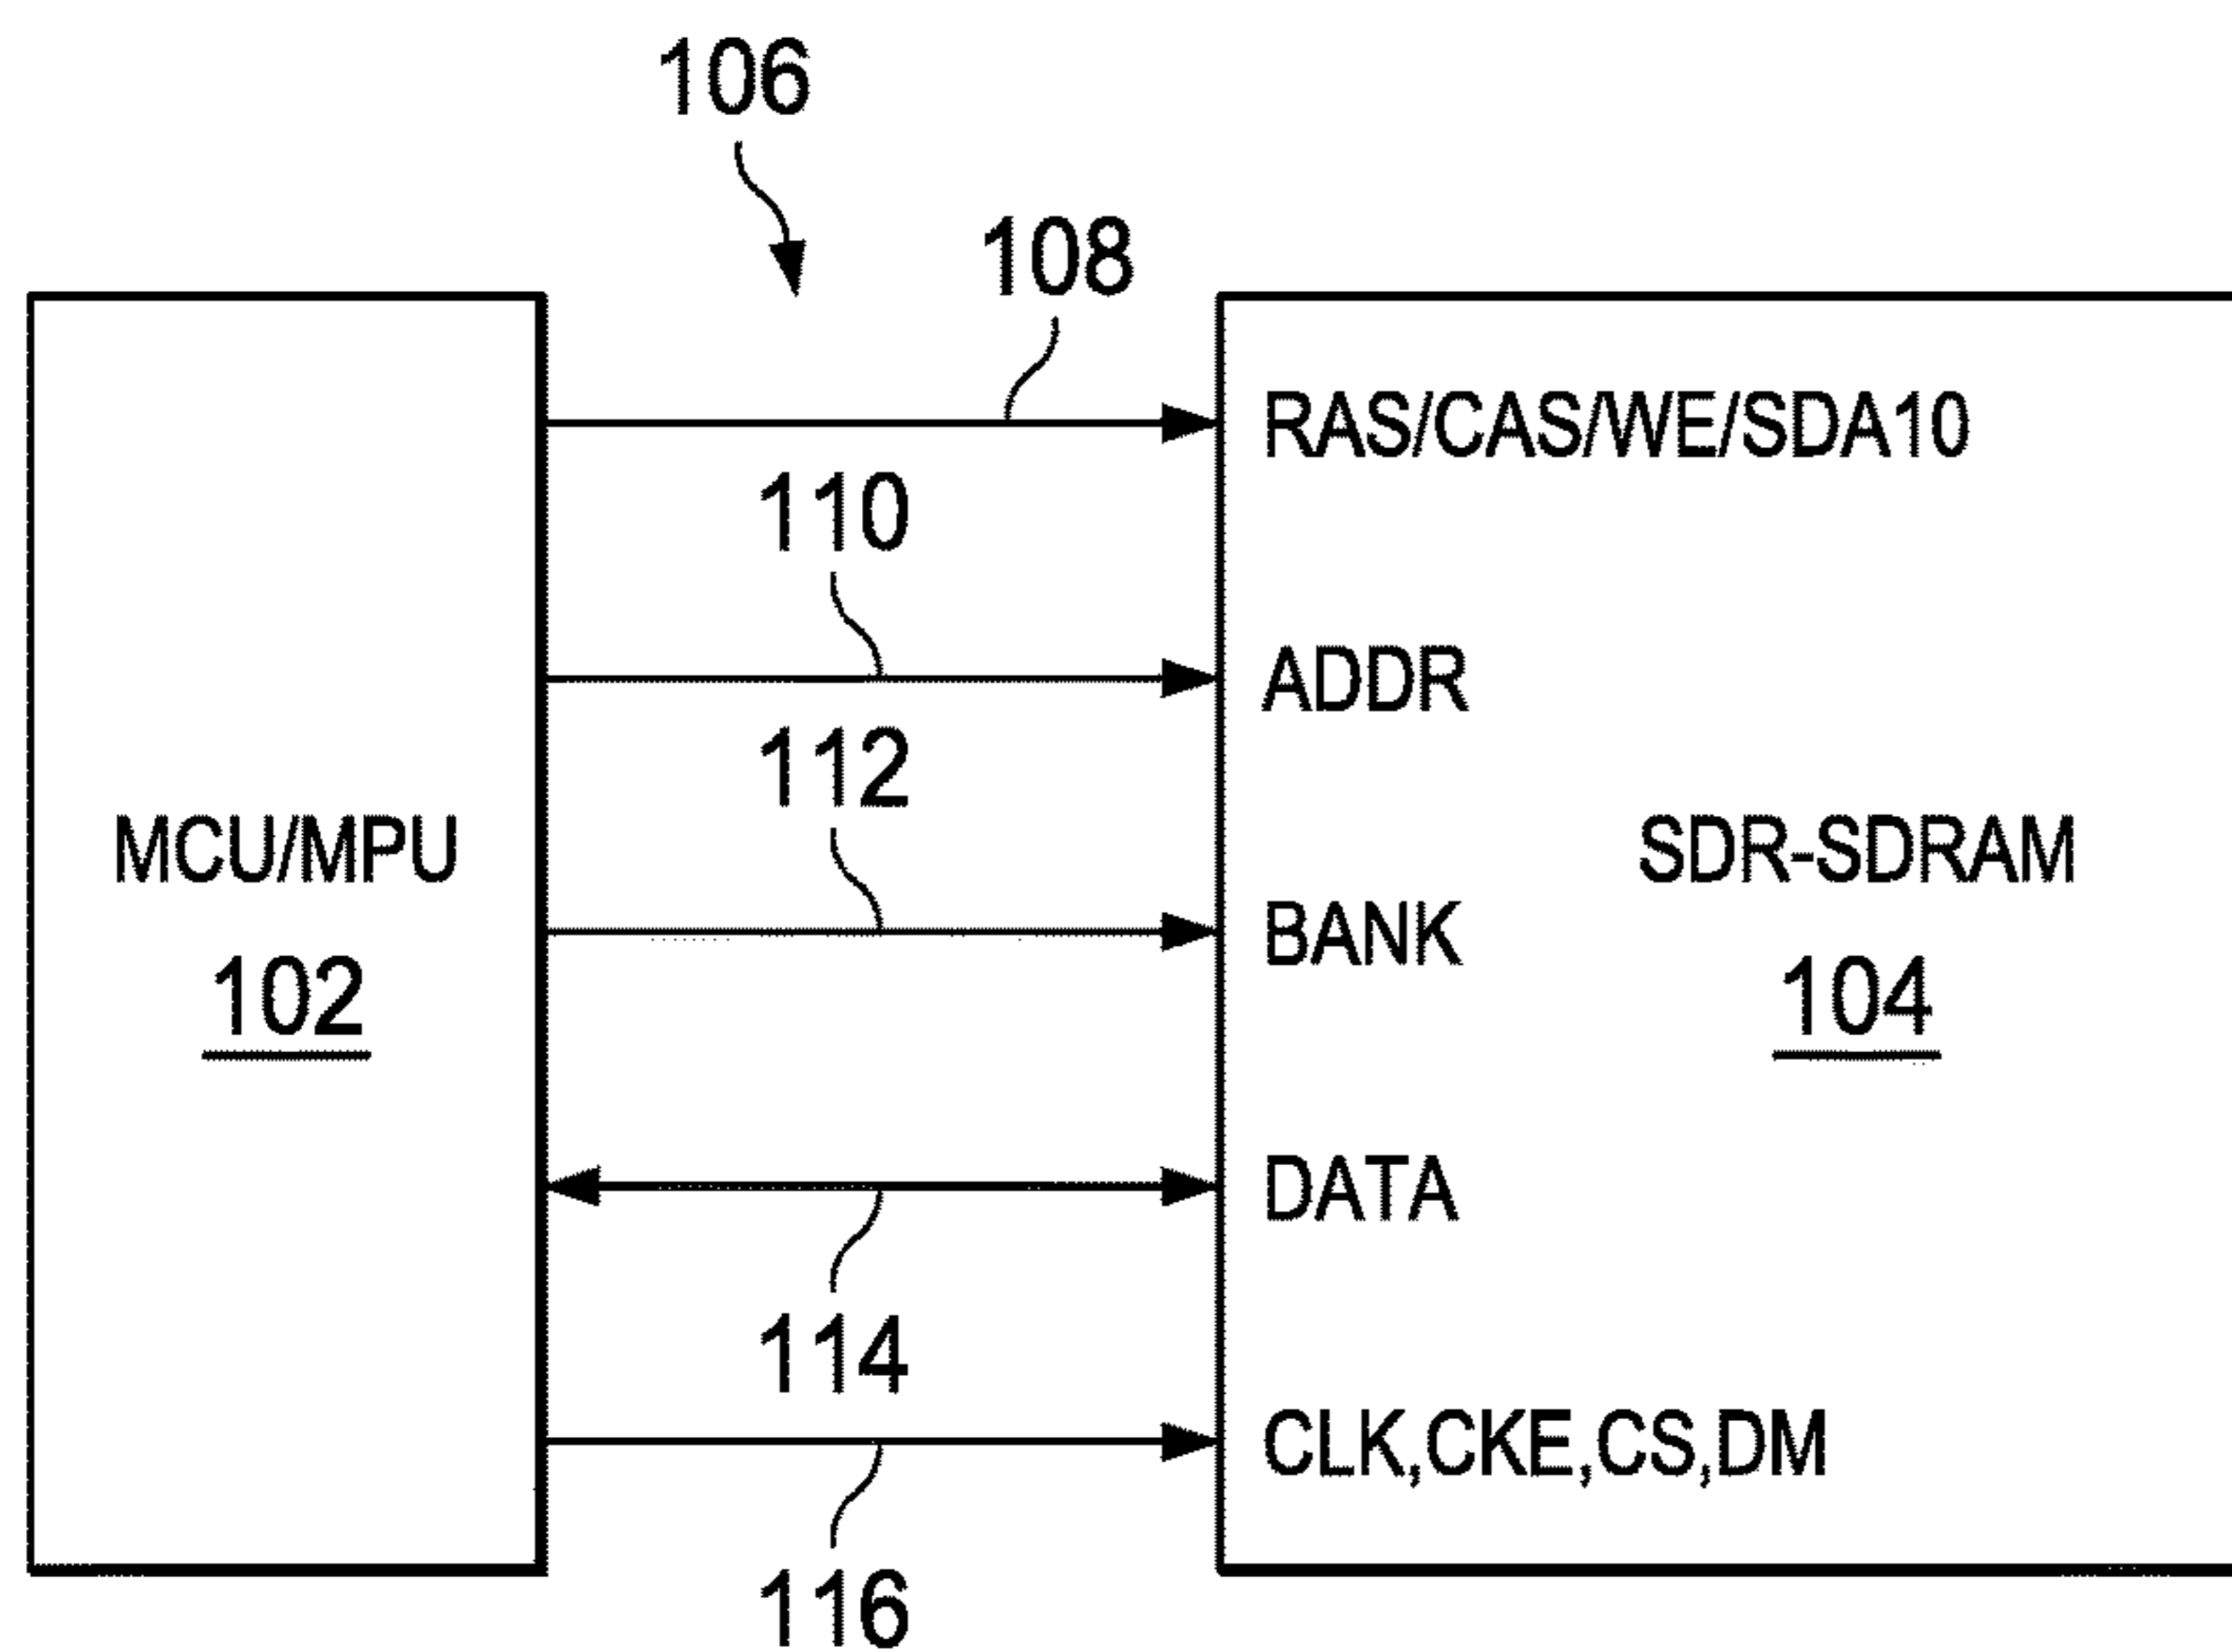 106
108
RAS/CAS/WE/SDA10
110
ADDR
112
MCU/MPU
SDR-SDRAM
BANK
102
104
DATA
114
CLK,CKE,CS,DM
116